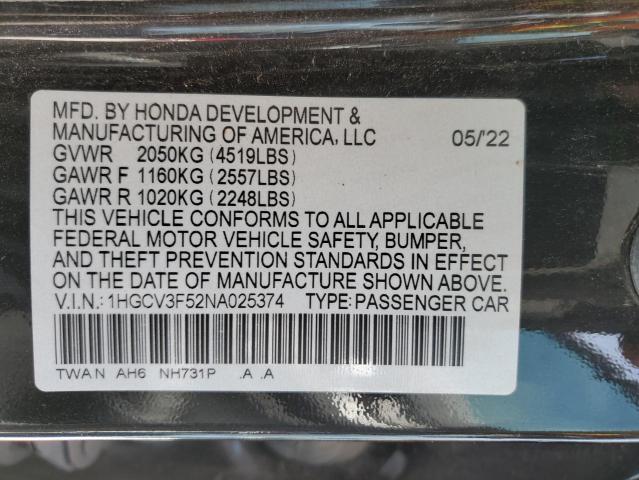 MFD. BY HONDA DEVELOPMENT &
MANUFACTURING OF AMERICA, LLC 05/'22
GVWR 2050KG (4519LBS)
GAWR F 1160KG (2557LBS)
GAWR R 1020KG (2248LBS)
THIS VEHICLE CONFORMS TO ALL APPLICABLE
FEDERAL MOTOR VEHICLE SAFETY, BUMPER,
AND THEFT PREVENTION STANDARDS IN EFFECT
ON THE DATE OF MANUFACTURE SHOWN ABOVE.
V.I.N.: 1HGCV3F52NA025374 TYPE: PASSENGER CAR
TWAN AH6 NH731P .A .A